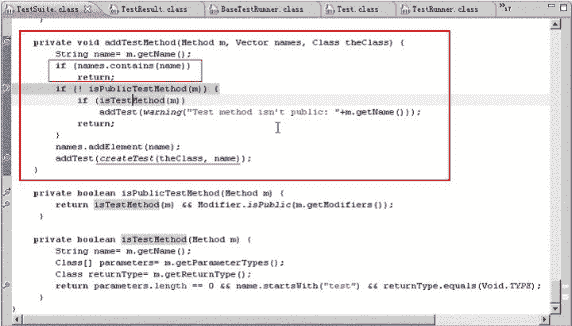 TestSuite.class TestResult.class BaseTestRunner.class Test.class TestRunner.class »17
private void addTestMethod(Method m, Vector names, Class theClass) {
String name= m.getName();
if (names.contains(name))
return;
if (! isPublicTestMethod(m)) {
if (isTestMethod(m))
addTest(warning("Test method isn't public: "+m.getName()));
return;
}
names.addElement(name);
addTest(createTest(theClass, name));
}
private boolean isPublicTestMethod(Method m) {
return isTestMethod(m) && Modifier.isPublic(m.getModifiers());
}
private boolean isTestMethod(Method m) {
String name= m.getName();
Class[] parameters= m.getParameterTypes();
Class returnType= m.getReturnType();
return parameters.length == 0 && name.startsWith("test") && returnType.equals(Void.TYPE);
}
}